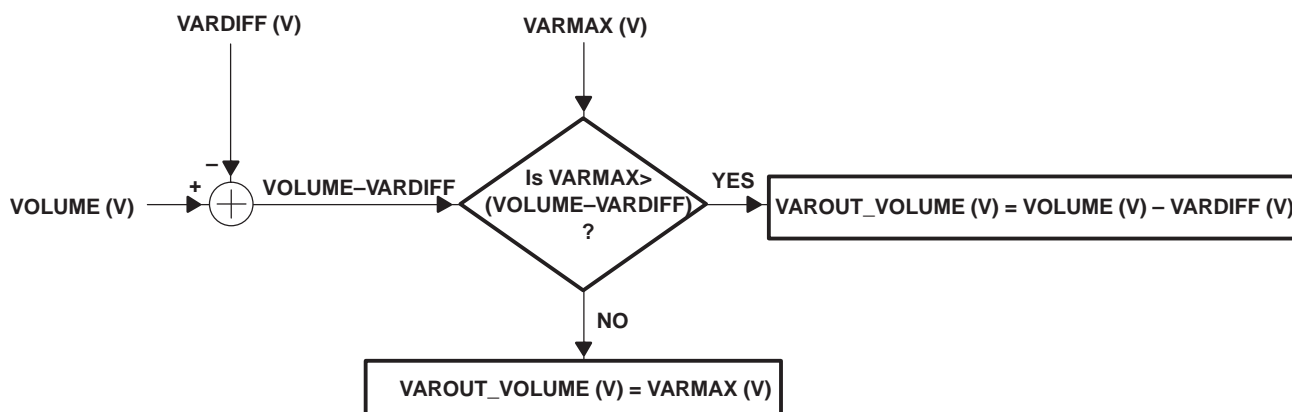 VARDIFF (V)
VARMAX (V)
–
+
VOLUME (V)
VOLUME–VARDIFF
Is VARMAX>
(VOLUME–VARDIFF)
?
YES
VAROUT_VOLUME (V) = VOLUME (V) – VARDIFF (V)
NO
VAROUT_VOLUME (V) = VARMAX (V)